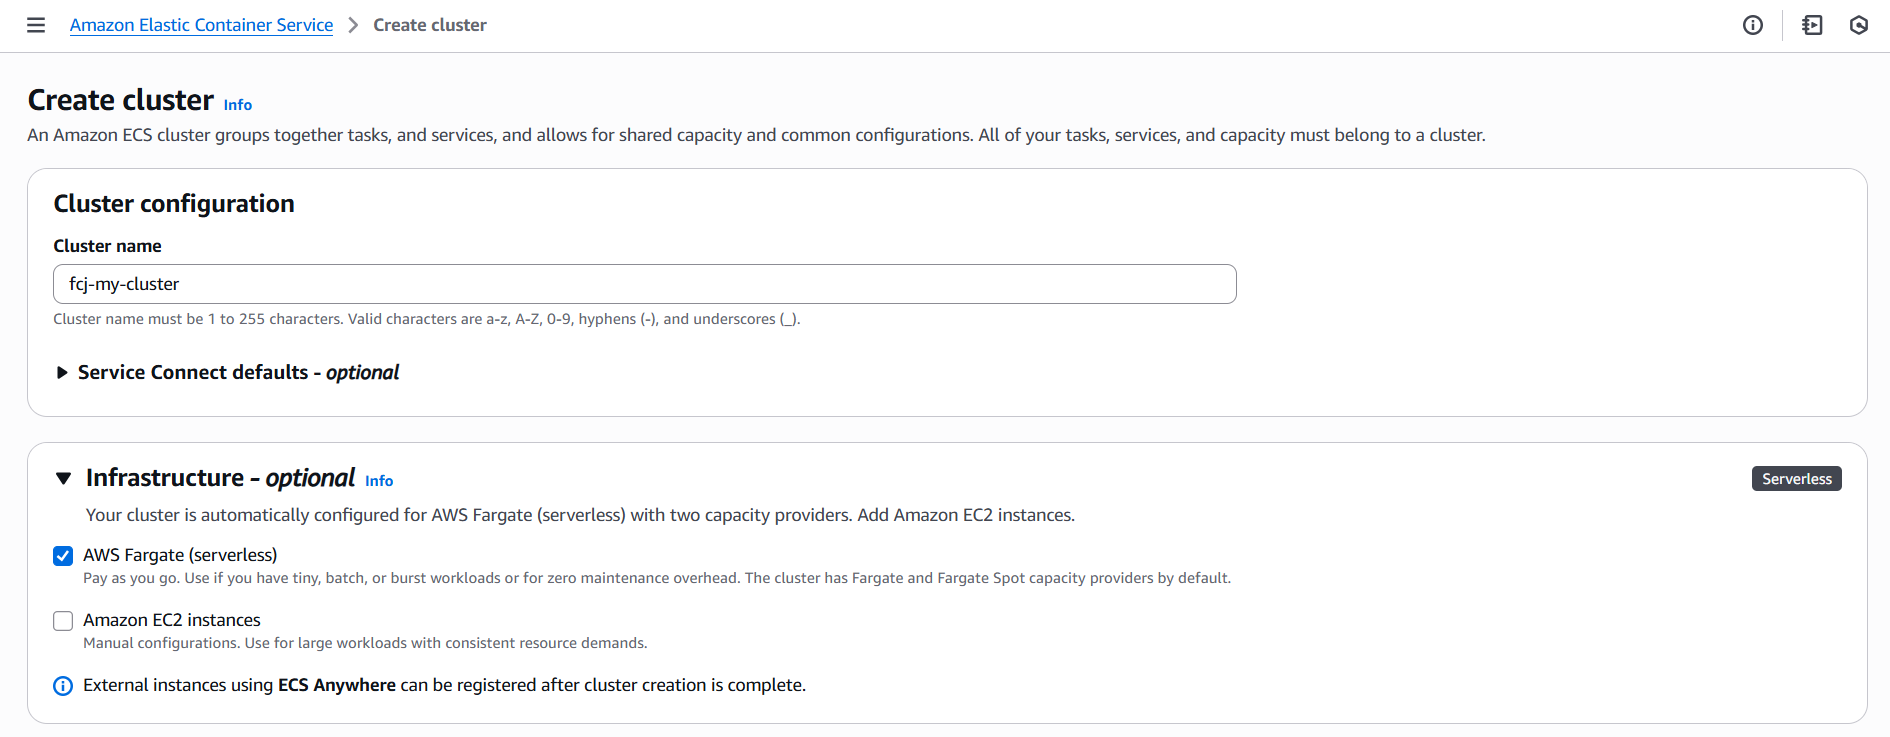 Amazon Elastic Container Service > Create cluster
Create cluster Info
An Amazon ECS cluster groups together tasks, and services, and allows for shared capacity and common configurations. All of your tasks, services, and capacity must belong to a cluster.
Cluster configuration
Cluster name
fcj-my-cluster
Cluster name must be 1 to 255 characters. Valid characters are a-z, A-Z, 0-9, hyphens (-), and underscores (_).
Service Connect defaults - optional
Infrastructure - optional Info Serverless
Your cluster is automatically configured for AWS Fargate (serverless) with two capacity providers. Add Amazon EC2 instances.
AWS Fargate (serverless)
Pay as you go. Use if you have tiny, batch, or burst workloads or for zero maintenance overhead. The cluster has Fargate and Fargate Spot capacity providers by default.
Amazon EC2 instances
Manual configurations. Use for large workloads with consistent resource demands.
External instances using ECS Anywhere can be registered after cluster creation is complete.